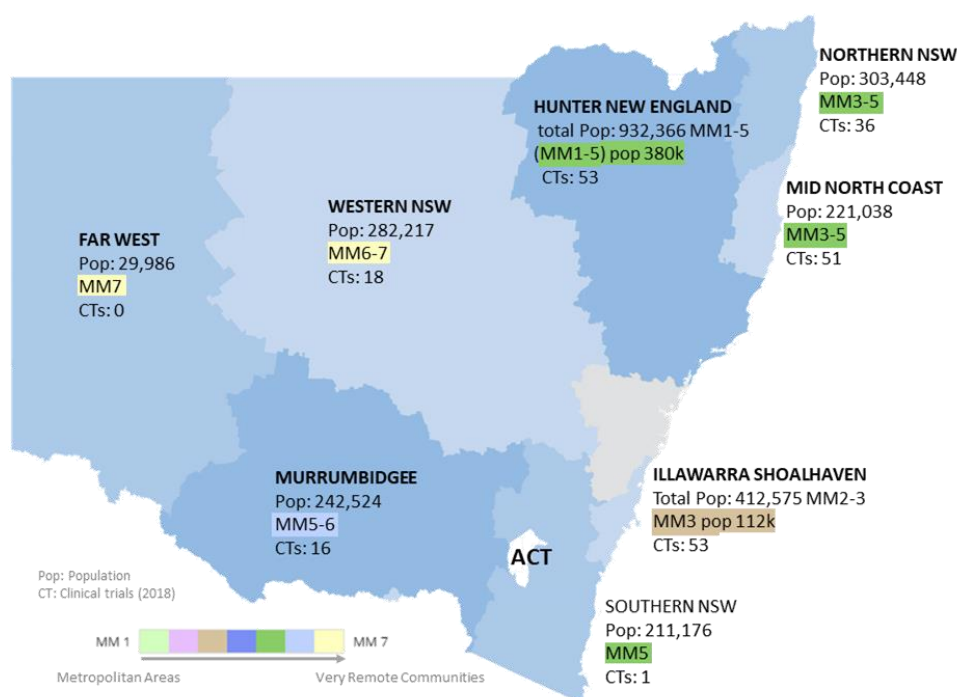 NORTHERN NSW
Pop: 303,448
MM3-5
CTs: 36
HUNTER NEW ENGLAND
total Pop: 932,366 MM1-5
(MM1-5) pop 380k
CTs: 53
MID NORTH COAST
Pop: 221,038
MM3-5
CTs: 51
WESTERN NSW
Pop: 282,217
MM6-7
CTs: 18
FAR WEST
Pop: 29,986
MM7
CTs: 0
MURRUMBIDGEE
Pop: 242,524
MM5-6
CTs: 16
ILLAWARRA SHOALHAVEN
Total Pop: 412,575 MM2-3
MM3 pop 112k
CTs: 53
ACT
SOUTHERN NSW
Pop: 211,176
MM5
CTs: 1
Pop: Population
CT: Clinical trials (2018)
MM 1
MM 7
Metropolitan Areas
Very Remote Communities